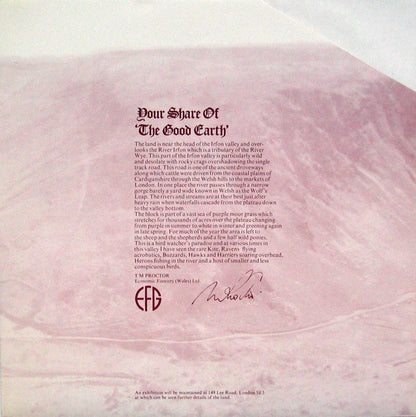 Your Share Of
'The Good Earth'
The land is near the head of the Irfon valley and over-
looks the River Irfon which is a tributary of the River
Wye. This part of the Irfon valley is particularly wild
and desolate with rocky crags overshadowing the single
track road. This road is one of the ancient droveways
along which cattle were driven from the coastal plains of
Cardiganshire through the Welsh hills to the markets of
London. In one place the river passes through a narrow
gorge barely a yard wide known in Welsh as the Wolf's
Leap. The rivers and streams are at their best just after
heavy rain when waterfalls cascade from the plateau down
to the valley bottom.
The block is part of a vast sea of purple moor grass which
stretches for thousands of acres over the plateau changing
from purple in summer to white in winter and greening again
in late spring. For much of the year the area is left to
the sheep and the shepherds and a few half wild ponies.
This is a bird watcher's paradise and at various times in
this valley I have seen the rare Kite, Ravens flying
acrobatics, Buzzards, Hawks and Harriers soaring overhead,
Herons fishing in the river and a host of smaller and less
conspicuous birds.
T M PROCTOR
Economic Forestry (Wales) Ltd
EFG
An exhibition will be maintained at 149 Lee Road, London SE3
at which can be seen further details of the land